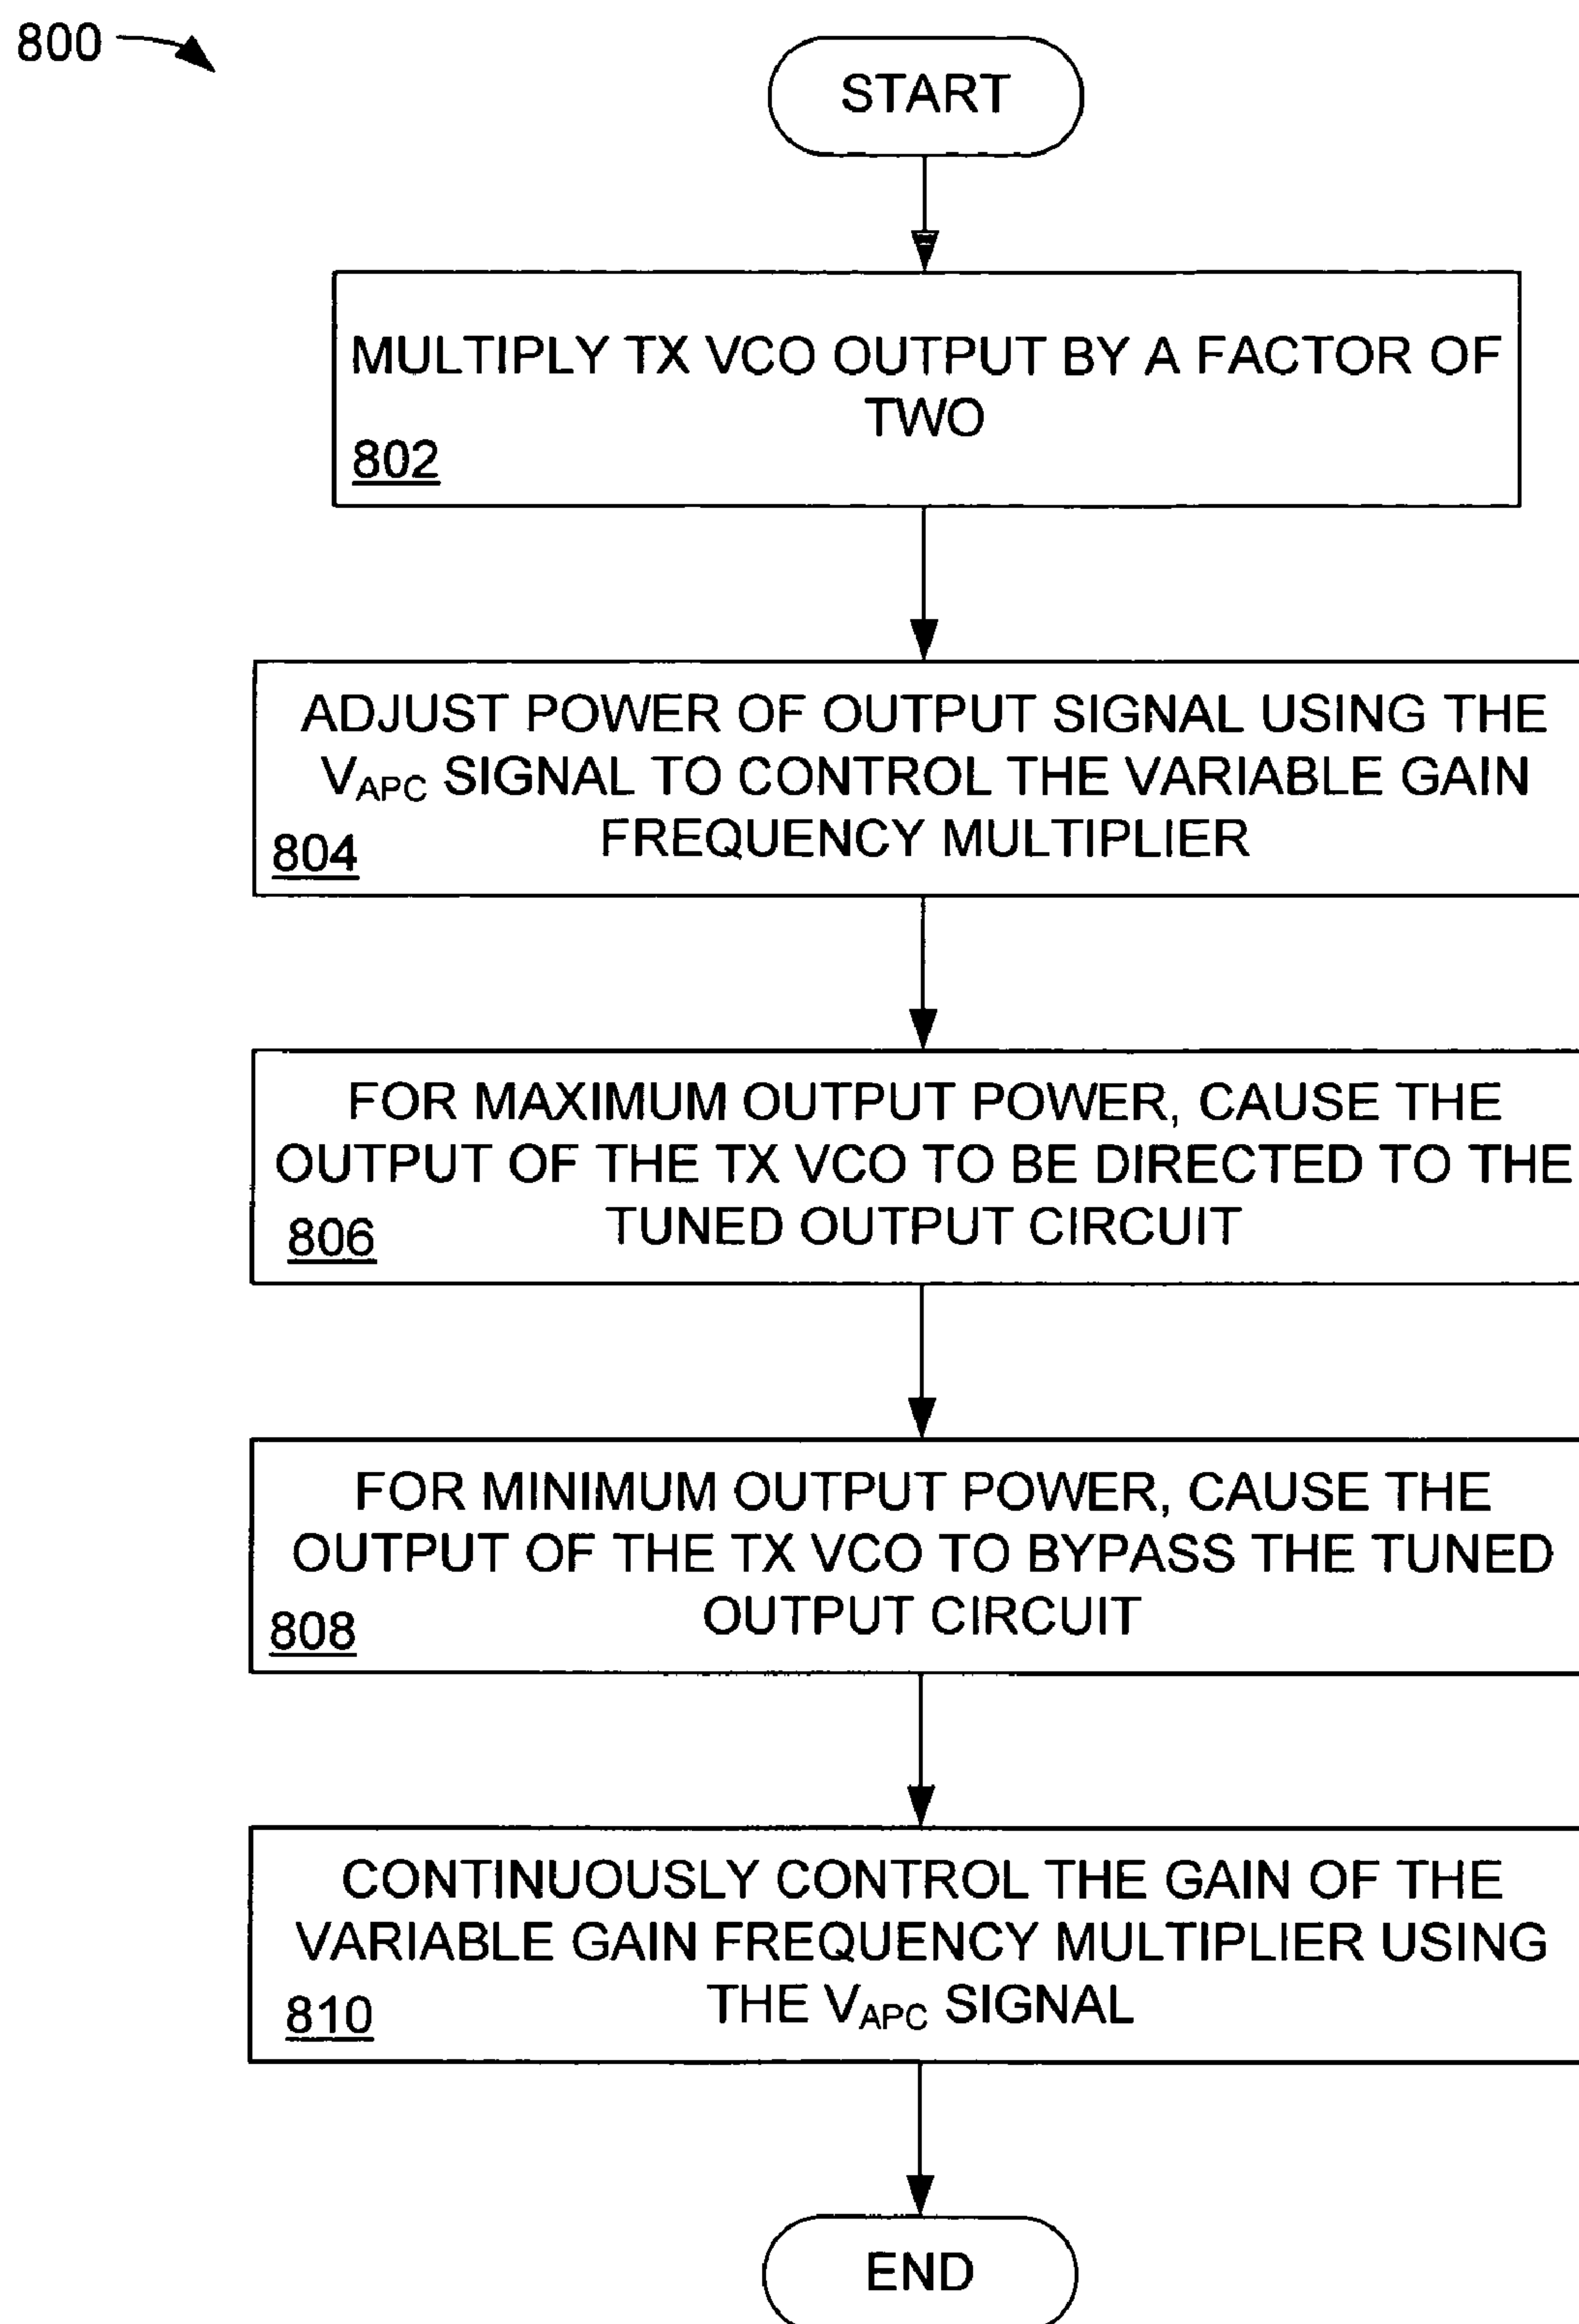 800
START
MULTIPLY TX VCO OUTPUT BY A FACTOR OF
TWO
802
ADJUST POWER OF OUTPUT SIGNAL USING THE
VAPC SIGNAL TO CONTROL THE VARIABLE GAIN
FREQUENCY MULTIPLIER
804
FOR MAXIMUM OUTPUT POWER, CAUSE THE
OUTPUT OF THE TX VCO TO BE DIRECTED TO THE
TUNED OUTPUT CIRCUIT
806
FOR MINIMUM OUTPUT POWER, CAUSE THE
OUTPUT OF THE TX VCO TO BYPASS THE TUNED
OUTPUT CIRCUIT
808
CONTINUOUSLY CONTROL THE GAIN OF THE
VARIABLE GAIN FREQUENCY MULTIPLIER USING
THE VAPC SIGNAL
810
END